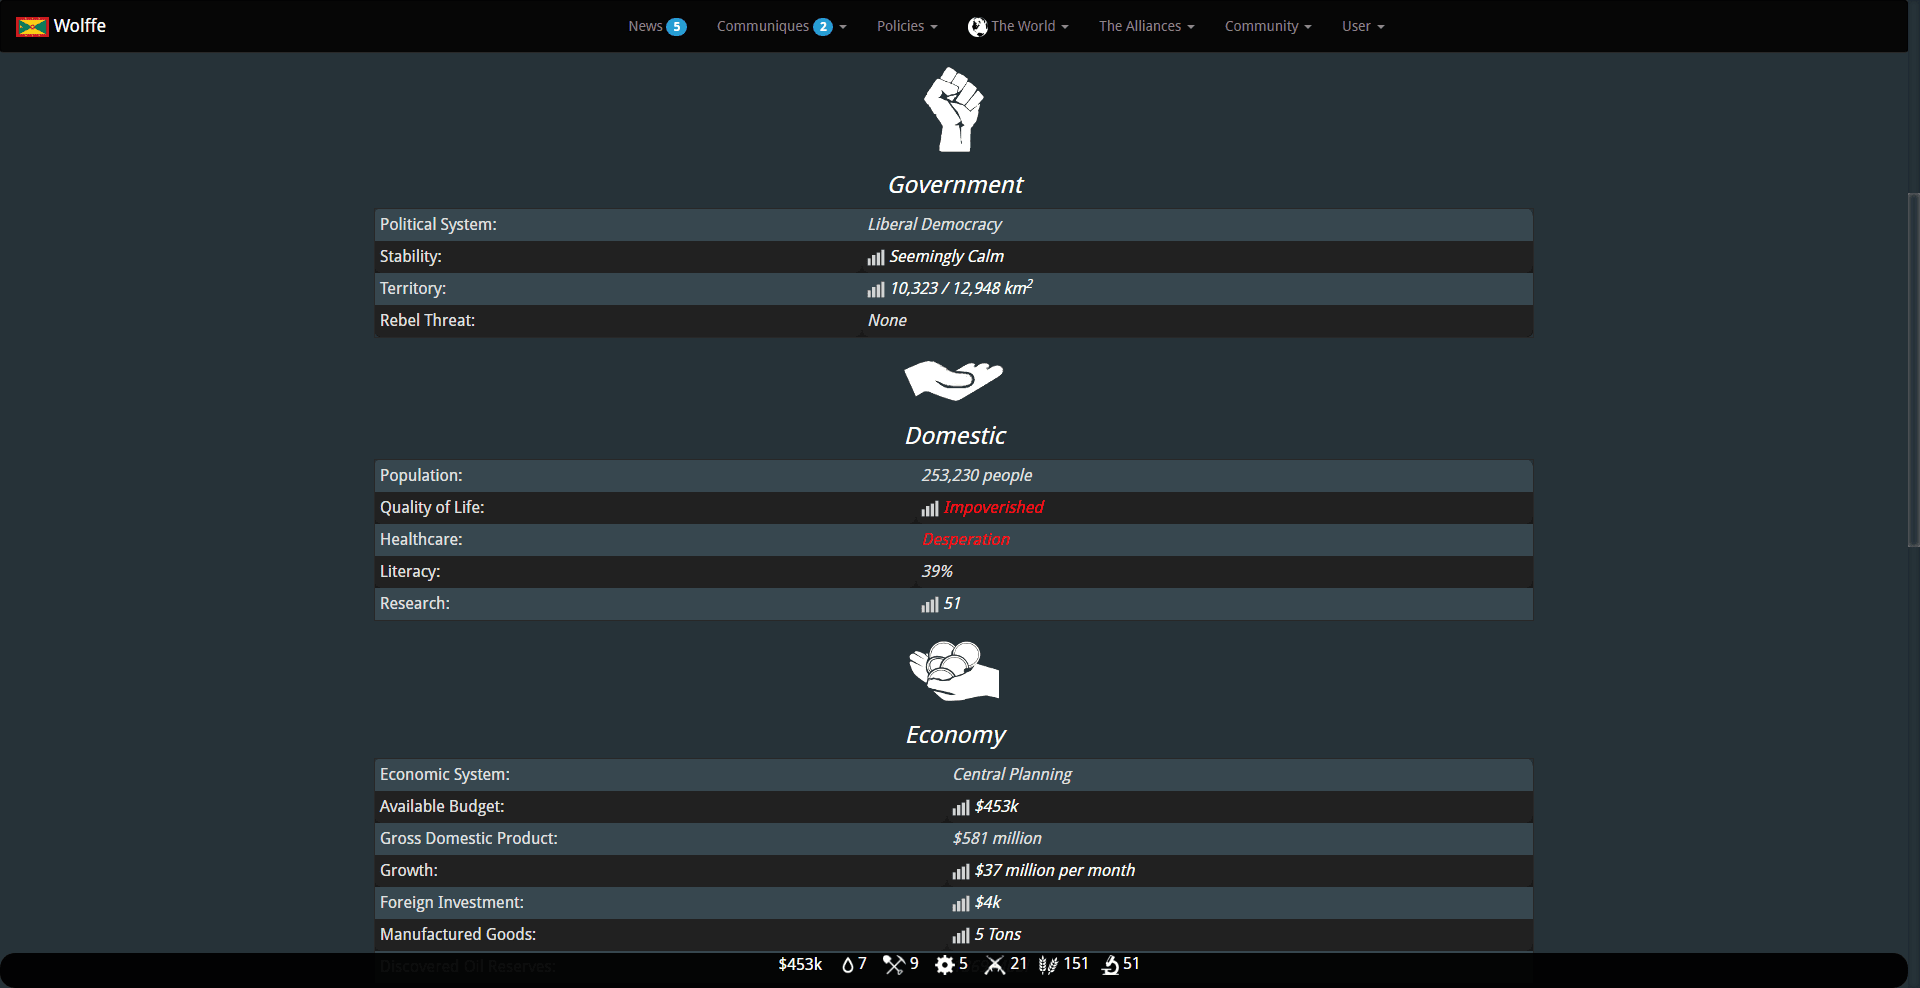 Wolffe News 5 Communiques 2 Policies The World The Alliances Community User
Government
Political System: Liberal Democracy
Stability: Seemingly Calm
Territory: 10,323 / 12,948 km²
Rebel Threat: None
Domestic
Population: 253,230 people
Quality of Life: Impoverished
Healthcare: Desperation
Literacy: 39%
Research: 51
Economy
Economic System: Central Planning
Available Budget: $453k
Gross Domestic Product: $581 million
Growth: $37 million per month
Foreign Investment: $4k
Manufactured Goods: 5 Tons
Discovered Oil Reserves:
$453k 7 9 5 21 151 51